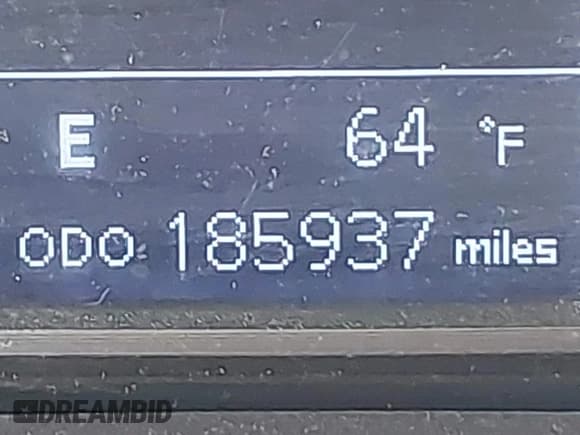 E 64 °F
ODO 185937 miles
DREAMBID